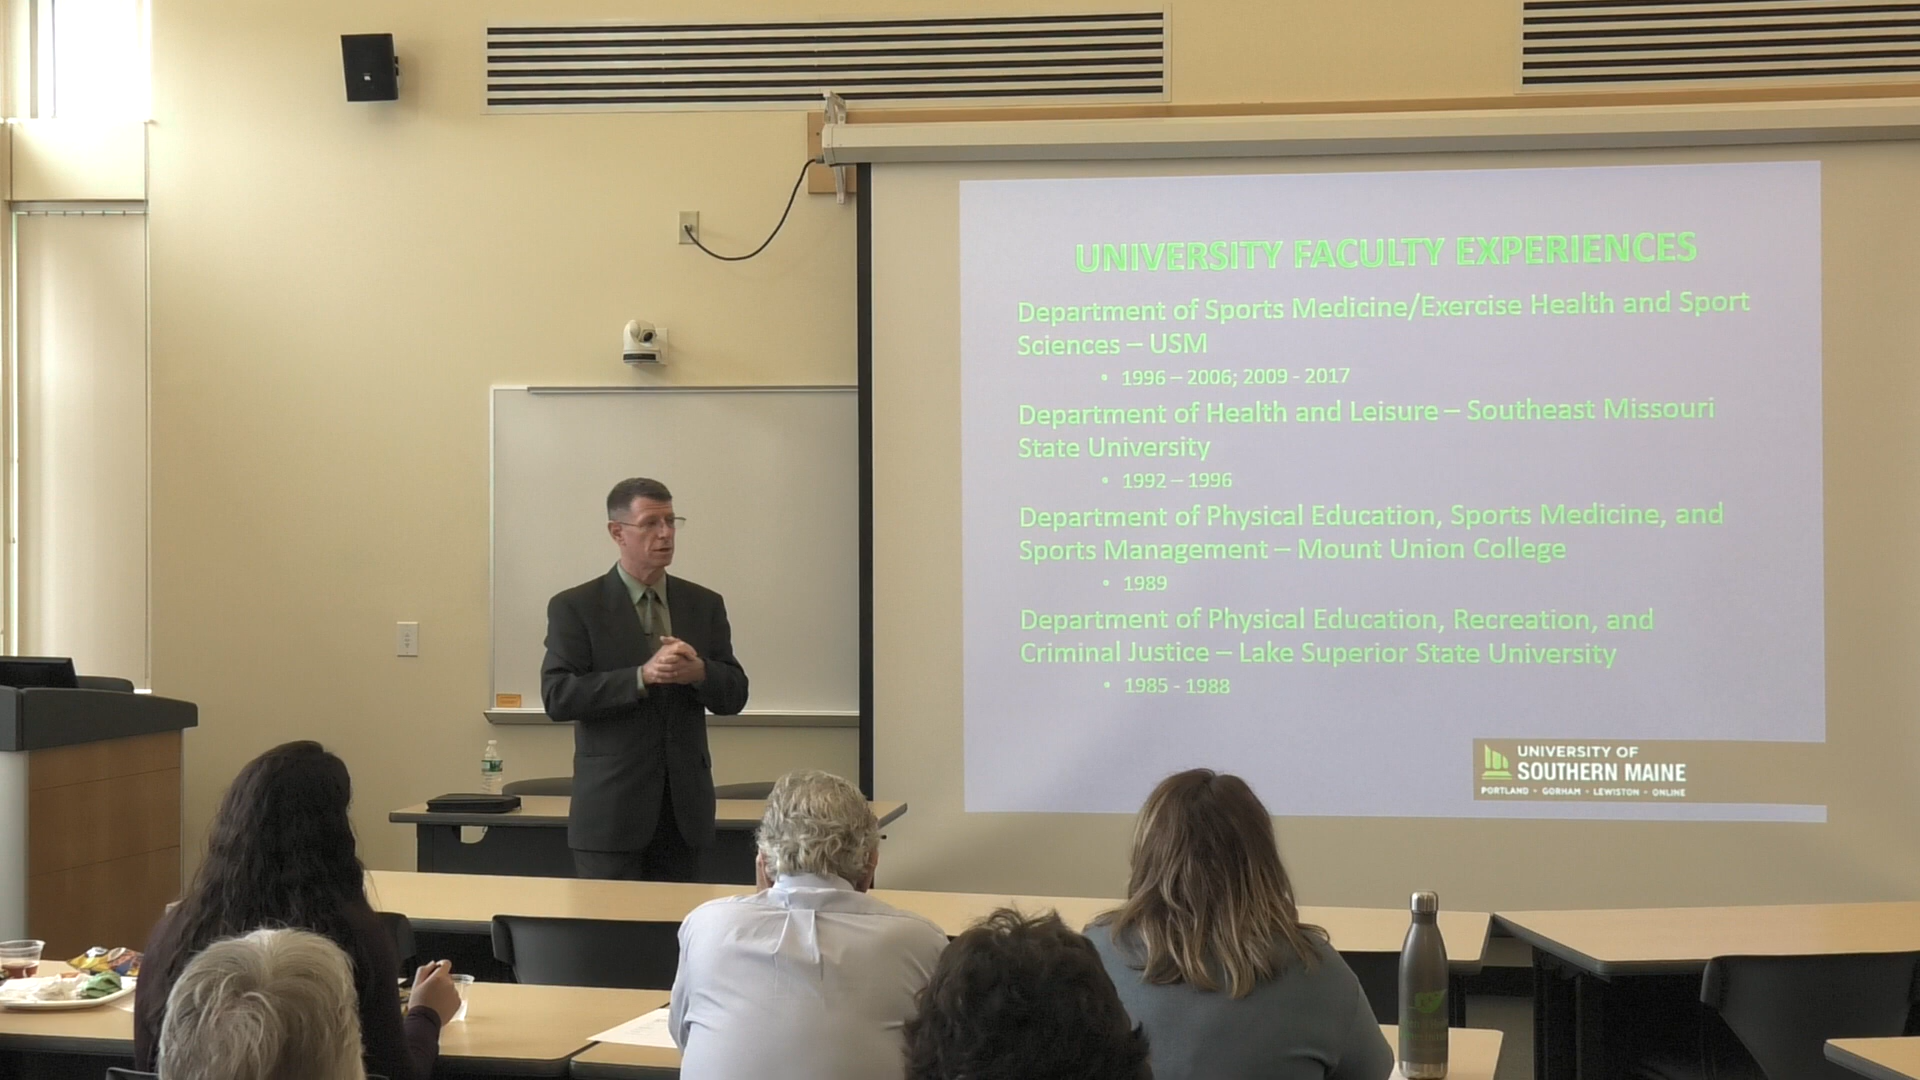 UNIVERSITY FACULTY EXPERIENCES
Department of Sports Medicine/Exercise Health and Sport
Sciences – USM
• 1996 – 2006; 2009 - 2017
Department of Health and Leisure – Southeast Missouri
State University
• 1992 – 1996
Department of Physical Education, Sports Medicine, and
Sports Management – Mount Union College
• 1989
Department of Physical Education, Recreation, and
Criminal Justice – Lake Superior State University
• 1985 - 1988
UNIVERSITY OF
SOUTHERN MAINE
PORTLAND • GORHAM • LEWISTON • ONLINE